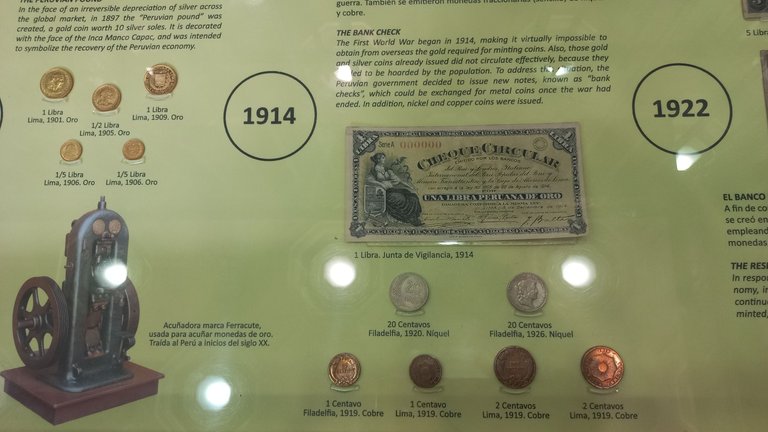 THE PERUVIAN POUND
In the face of an irreversible depreciation of silver across
the global market, in 1897 the "Peruvian pound" was
created, a gold coin worth 10 silver soles. It is decorated
with the face of the Inca Manco Capac, and was intended
to symbolize the recovery of the Peruvian economy.
1 Libra
Lima, 1901. Oro
1/2 Libra
Lima, 1905. Oro
1 Libra
Lima, 1909. Oro
1/5 Libra
Lima, 1906. Oro
1/5 Libra
Lima, 1906. Oro
Acuñadora marca Ferracute,
usada para acuñar monedas de oro.
Traída al Perú a inicios del siglo XX.
1914
guerra. También se emitieron monedas
y cobre.
THE BANK CHECK
The First World War began in 1914, making it virtually impossible to
obtain from overseas the gold required for minting coins. Also, those gold
and silver coins already issued did not circulate effectively, because they
to be hoarded by the population. To address the
Peruvian government decided to issue new notes, known as "bank
checks", which could be exchanged for metal coins once the war had
ended. In addition, nickel and copper coins were issued.
Serie A 000000
CHEQUE CIRCULAR
EMITIDO POR LOS BANCOS
UNA LIBRA PERUANA DE ORO
1 Libra. Junta de Vigilancia, 1914
20 Centavos
Filadelfia, 1920. Níquel
20 Centavos
Filadelfia, 1926. Níquel
1 Centavo
Filadelfia, 1919. Cobre
1 Centavo
Lima, 1919. Cobre
2 Centavos
Lima, 1919. Cobre
2 Centavos
Lima, 1919. Cobre
5 Libr
1922
EL BANCO
A fin de co
se creó en
empleand
monedas
THE RES
In respo
nomy, i
continu
minted,